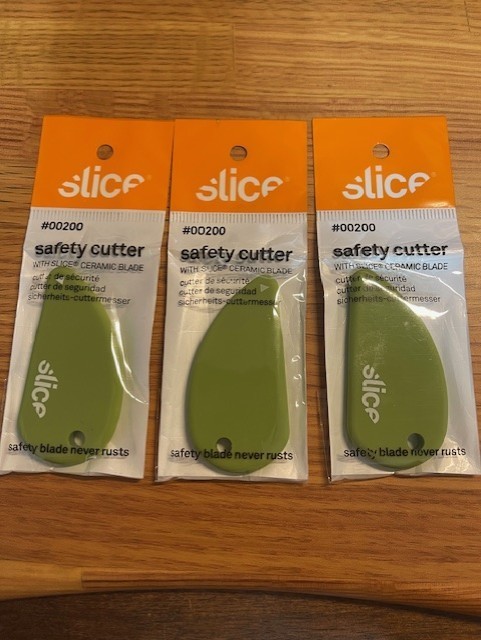 slice®
#00200
safety cutter
WITH SLICE® CERAMIC BLADE
cutter de sécurité
cutter de seguridad
sicherheits-cuttermesser
slice
safety blade never rusts
slice®
#00200
safety cutter
WITH SLICE® CERAMIC BLADE
cutter de sécurité
cutter de seguridad
sicherheits-cuttermesser
safety blade never rusts
slice®
#00200
safety cutter
WITH SLICE® CERAMIC BLADE
cutter de sécurité
cutter de seguridad
sicherheits-cuttermesser
slice
safety blade never rusts